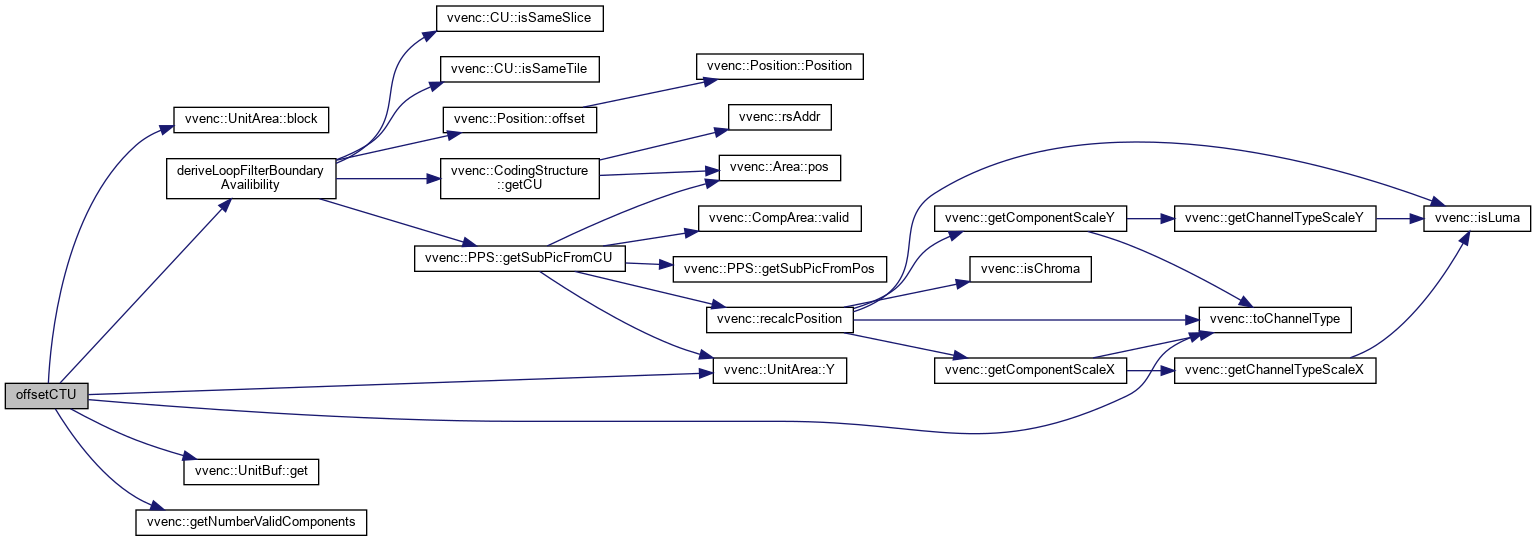 vvenc::CU::isSameSlice
vvenc::CU::isSameTile
vvenc::Position::Position
vvenc::UnitArea::block
vvenc::Position::offset
vvenc::rsAddr
deriveLoopFilterBoundary
Availibility
vvenc::CodingStructure
::getCU
vvenc::Area::pos
vvenc::CompArea::valid
vvenc::getComponentScaleY
vvenc::getChannelTypeScaleY
vvenc::isLuma
vvenc::PPS::getSubPicFromCU
vvenc::PPS::getSubPicFromPos
vvenc::isChroma
vvenc::recalcPosition
vvenc::toChannelType
vvenc::UnitArea::Y
vvenc::getComponentScaleX
vvenc::getChannelTypeScaleX
offsetCTU
vvenc::UnitBuf::get
vvenc::getNumberValidComponents